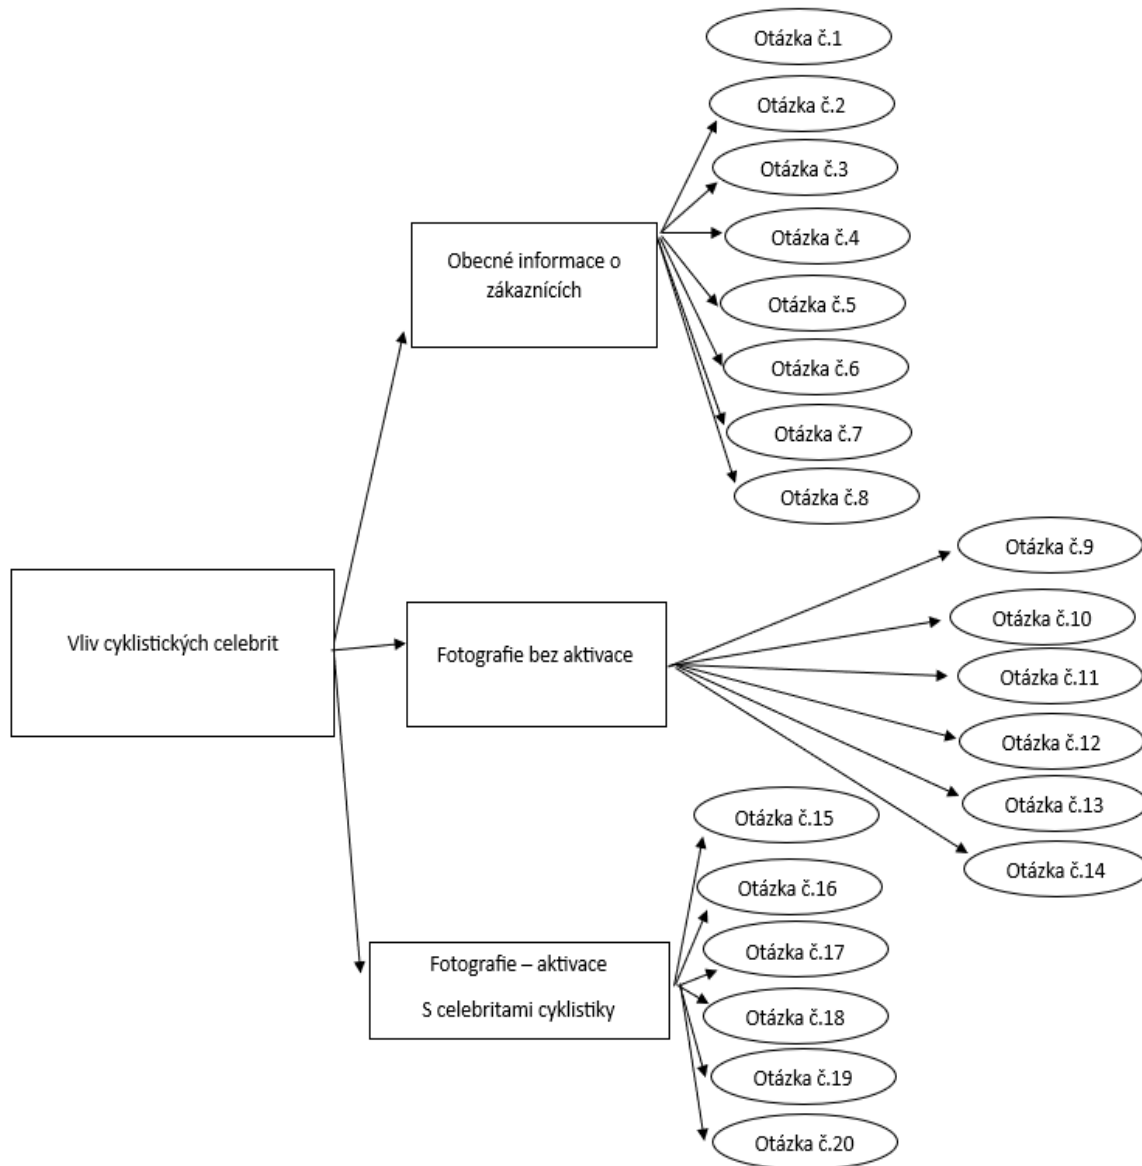 Otázka č.1
Otázka č.2
Otázka č.3
Otázka č.4
Obecné informace o
zákaznících
Otázka č.5
Otázka č.6
Otázka č.7
Otázka č.8
Otázka č.9
Vliv cyklistických celebrit
Fotografie bez aktivace
Otázka č.10
Otázka č.11
Otázka č.12
Otázka č.13
Otázka č.14
Otázka č.15
Otázka č.16
Fotografie – aktivace
S celebritami cyklistiky
Otázka č.17
Otázka č.18
Otázka č.19
Otázka č.20